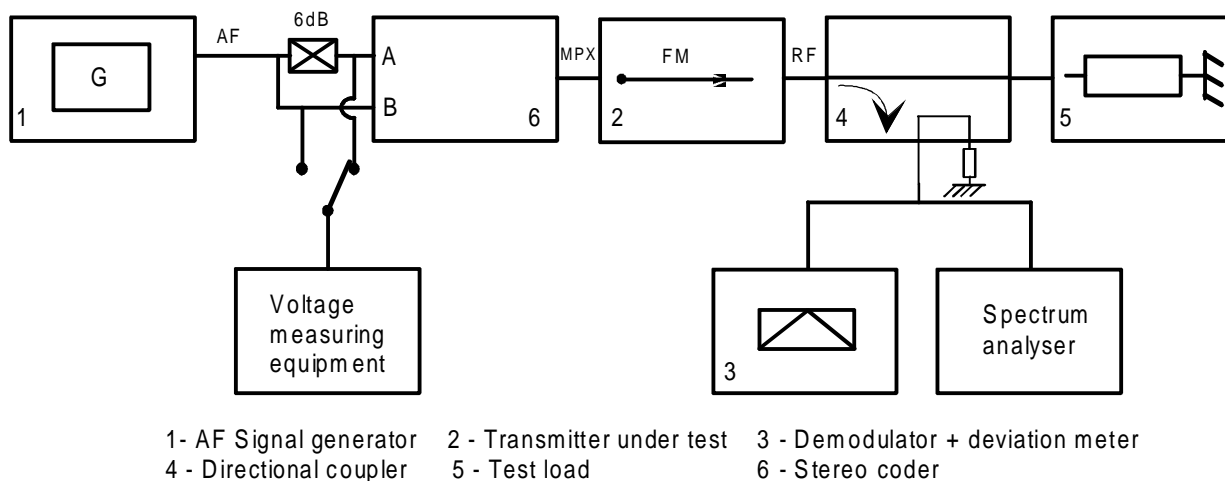 6dB
AF
MPX
RF
G
A
FM
B
1
6
2
4
5
Voltage
measuring
equipment
Spectrum
analyser
3
1- AF Signal generator 2 - Transmitter under test 3 - Demodulator + deviation meter
4 - Directional coupler 5 - Test load 6 - Stereo coder